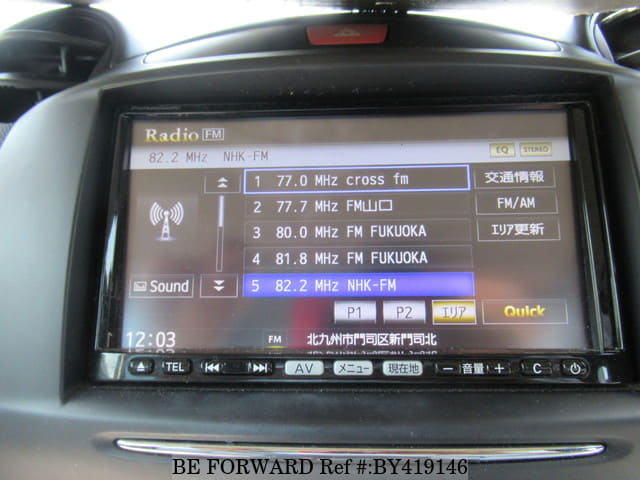 Radio FM
82.2 MHz NHK-FM
EQ STEREO
1 77.0 MHz cross fm
交通情報
2 77.7 MHz FM山口
FM/AM
3 80.0 MHz FM FUKUOKA
ｴﾘｱ更新
4 81.8 MHz FM FUKUOKA
Sound
5 82.2 MHz NHK-FM
P1 P2 ｴﾘｱ Quick
12:03 FM 北九州市門司区新門司北
TEL AV メニュー 現在地 − 音量 + C
BE FORWARD Ref #:BY419146